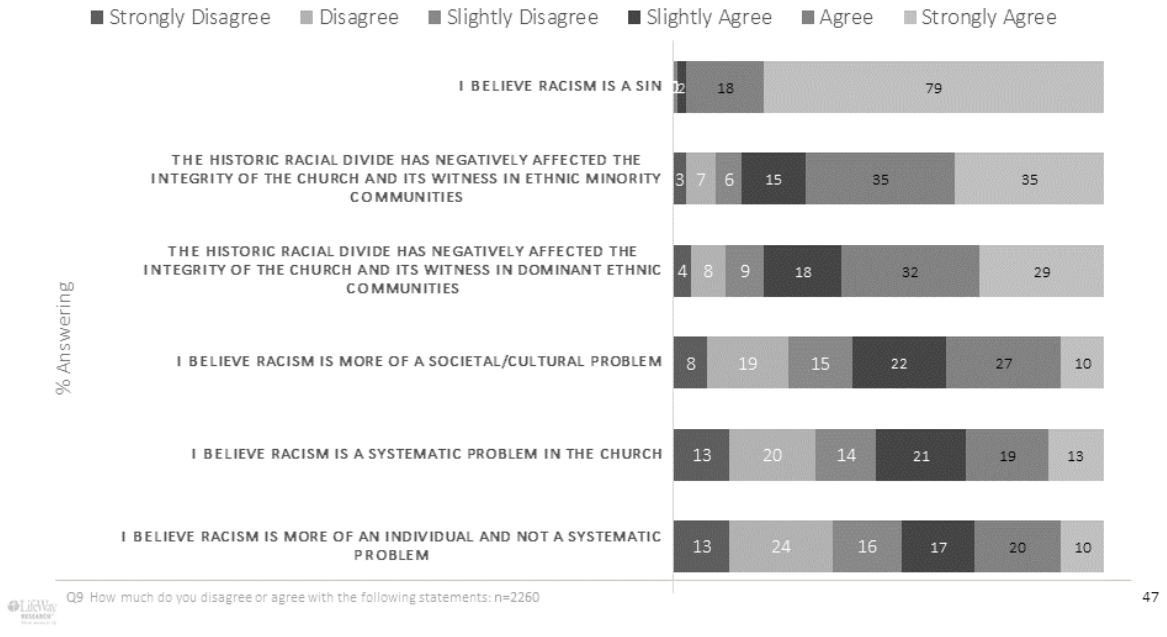 Strongly Disagree Disagree Slightly Disagree Slightly Agree Agree Strongly Agree
I BELIEVE RACISM IS A SIN
2 18 79
THE HISTORIC RACIAL DIVIDE HAS NEGATIVELY AFFECTED THE
INTEGRITY OF THE CHURCH AND ITS WITNESS IN ETHNIC MINORITY
COMMUNITIES
3 7 6 15 35 35
THE HISTORIC RACIAL DIVIDE HAS NEGATIVELY AFFECTED THE
INTEGRITY OF THE CHURCH AND ITS WITNESS IN DOMINANT ETHNIC
COMMUNITIES
4 8 9 18 32 29
% Answering
I BELIEVE RACISM IS MORE OF A SOCIETAL/CULTURAL PROBLEM
8 19 15 22 27 10
I BELIEVE RACISM IS A SYSTEMATIC PROBLEM IN THE CHURCH
13 20 14 21 19 13
I BELIEVE RACISM IS MORE OF AN INDIVIDUAL AND NOT A SYSTEMATIC
PROBLEM
13 24 16 17 20 10
Q9 How much do you disagree or agree with the following statements: n=2260
47
LifeWay
RESEARCH